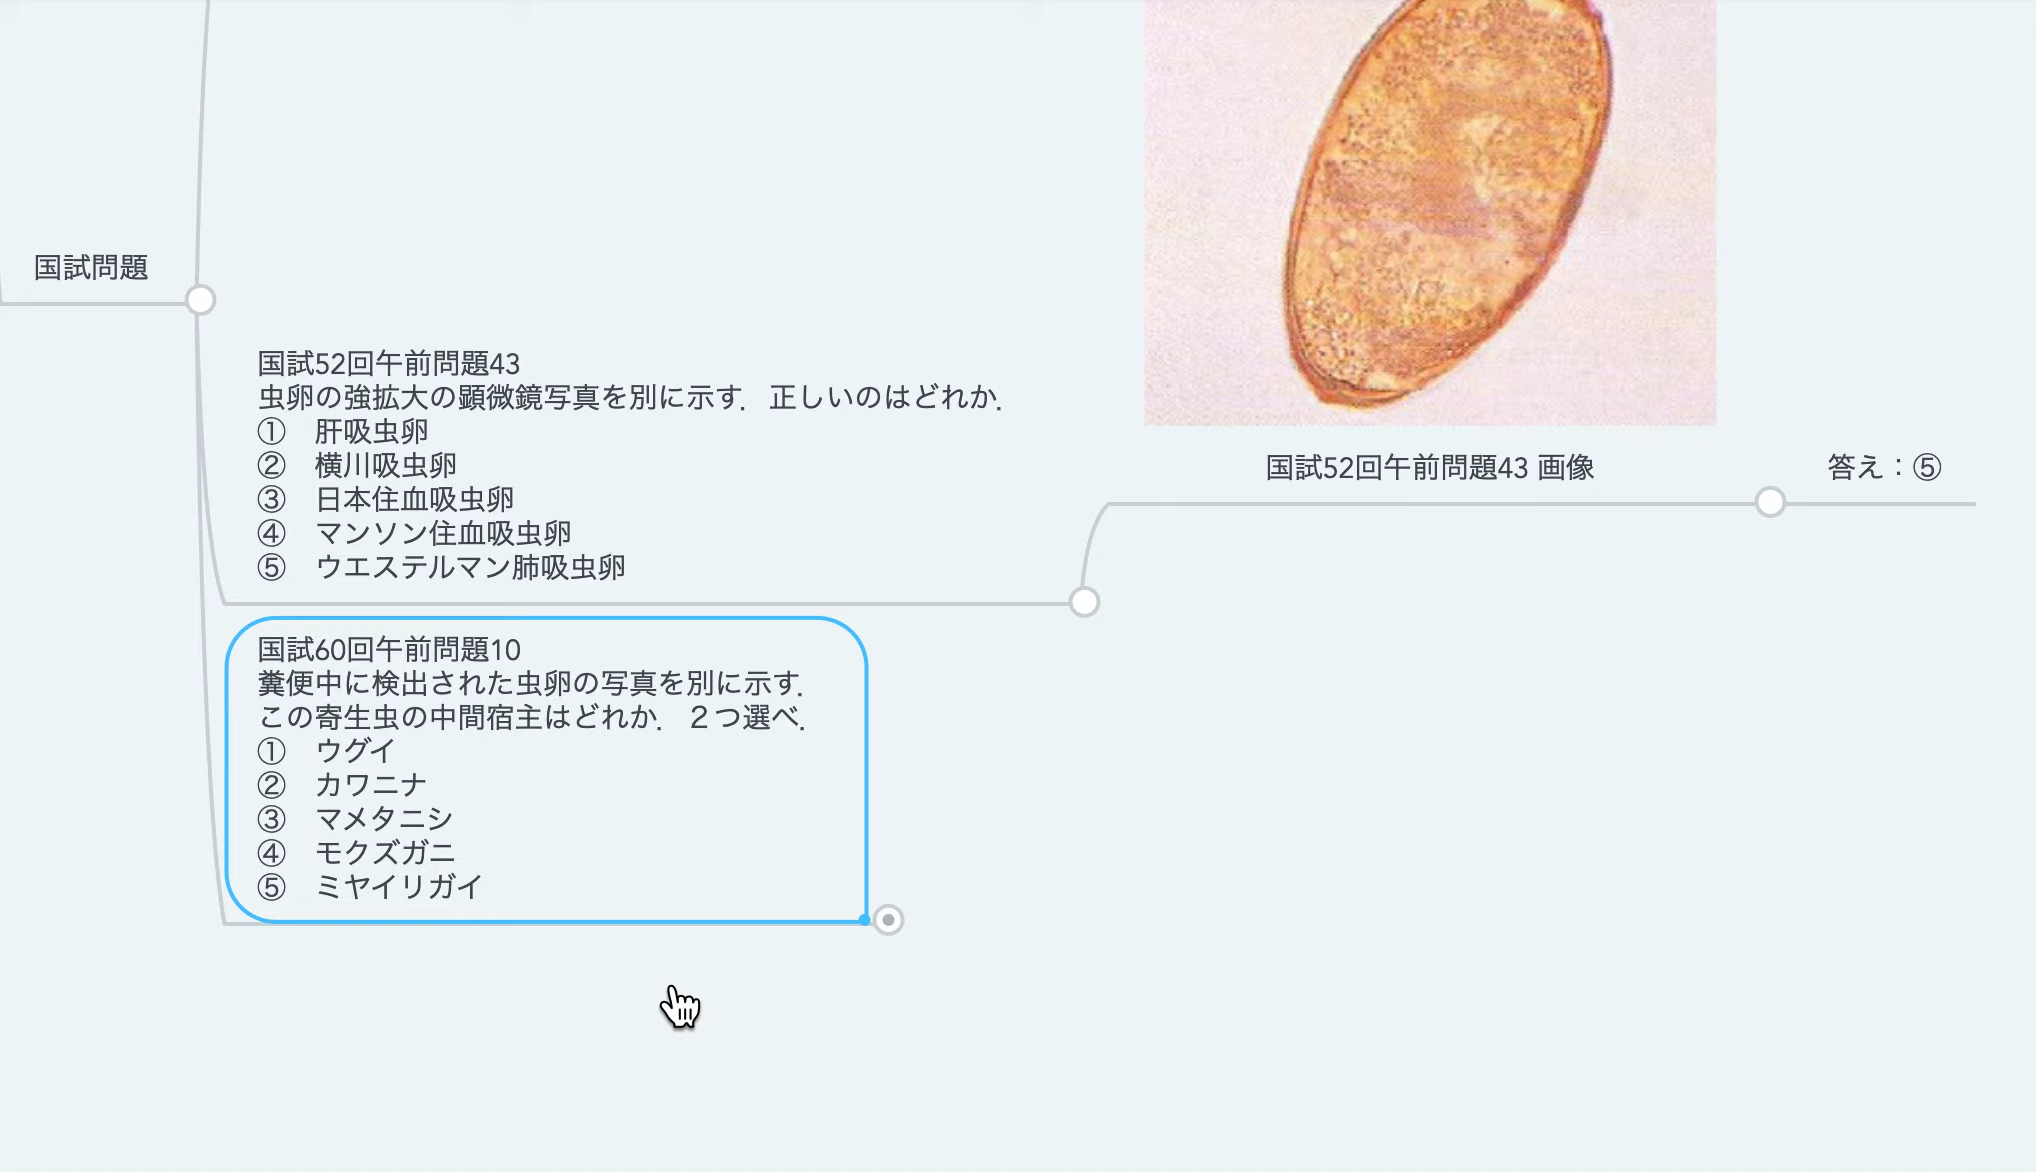 国試問題
国試52回午前問題43
虫卵の強拡大の顕微鏡写真を別に示す．正しいのはどれか．
①　肝吸虫卵
②　横川吸虫卵
③　日本住血吸虫卵
④　マンソン住血吸虫卵
⑤　ウエステルマン肺吸虫卵
国試52回午前問題43 画像
答え：⑤
国試60回午前問題10
糞便中に検出された虫卵の写真を別に示す．
この寄生虫の中間宿主はどれか．２つ選べ．
①　ウグイ
②　カワニナ
③　マメタニシ
④　モクズガニ
⑤　ミヤイリガイ